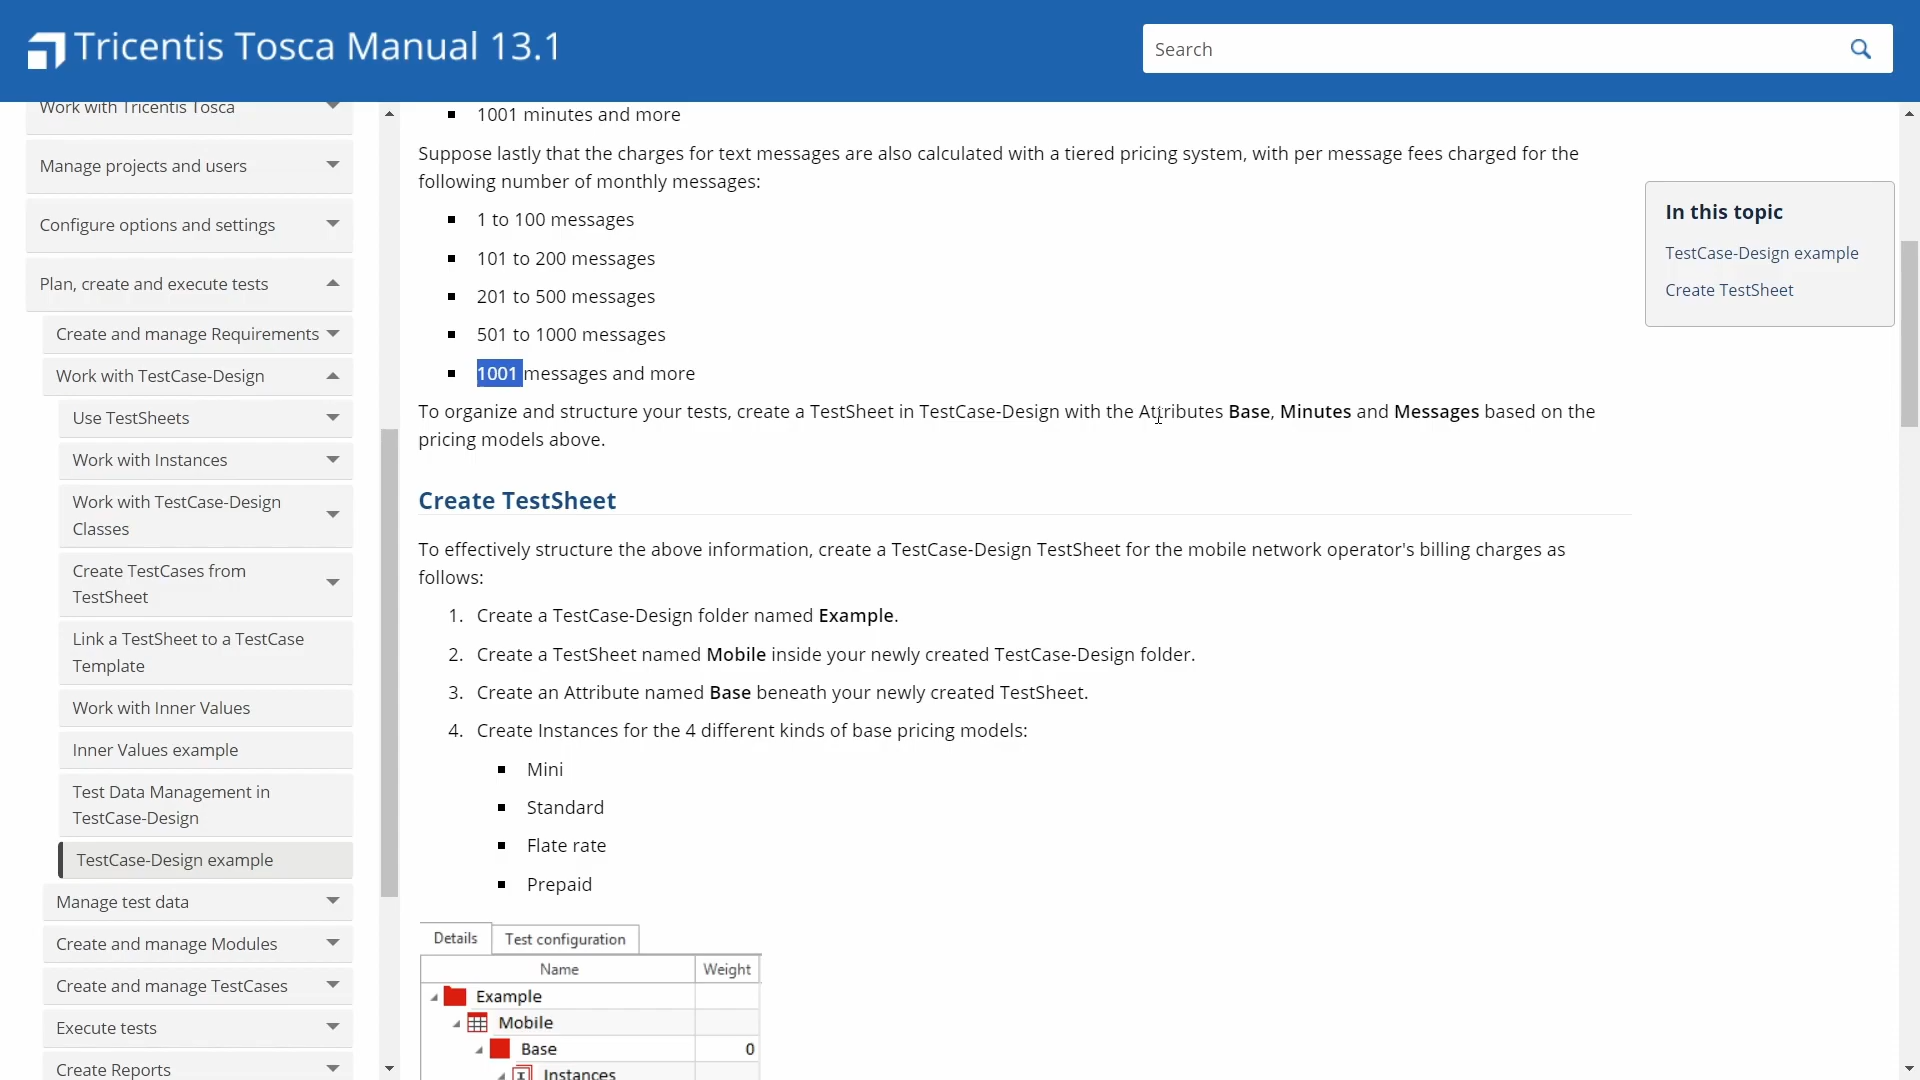 Tricentis Tosca Manual 13.1
Search
Work with Tricentis Tosca
Manage projects and users
Configure options and settings
Plan, create and execute tests
Create and manage Requirements
Work with TestCase-Design
Use TestSheets
Work with Instances
Work with TestCase-Design
Classes
Create TestCases from
TestSheet
Link a TestSheet to a TestCase
Template
Work with Inner Values
Inner Values example
Test Data Management in
TestCase-Design
TestCase-Design example
Manage test data
Create and manage Modules
Create and manage TestCases
Execute tests
Create Reports
1001 minutes and more
Suppose lastly that the charges for text messages are also calculated with a tiered pricing system, with per message fees charged for the
following number of monthly messages:
1 to 100 messages
101 to 200 messages
201 to 500 messages
501 to 1000 messages
1001 messages and more
To organize and structure your tests, create a TestSheet in TestCase-Design with the Attributes Base, Minutes and Messages based on the
pricing models above.
Create TestSheet
To effectively structure the above information, create a TestCase-Design TestSheet for the mobile network operator's billing charges as
follows:
1. Create a TestCase-Design folder named Example.
2. Create a TestSheet named Mobile inside your newly created TestCase-Design folder.
3. Create an Attribute named Base beneath your newly created TestSheet.
4. Create Instances for the 4 different kinds of base pricing models:
Mini
Standard
Flate rate
Prepaid
Details Test configuration
Name Weight
Example
Mobile
Base 0
Instances
In this topic
TestCase-Design example
Create TestSheet